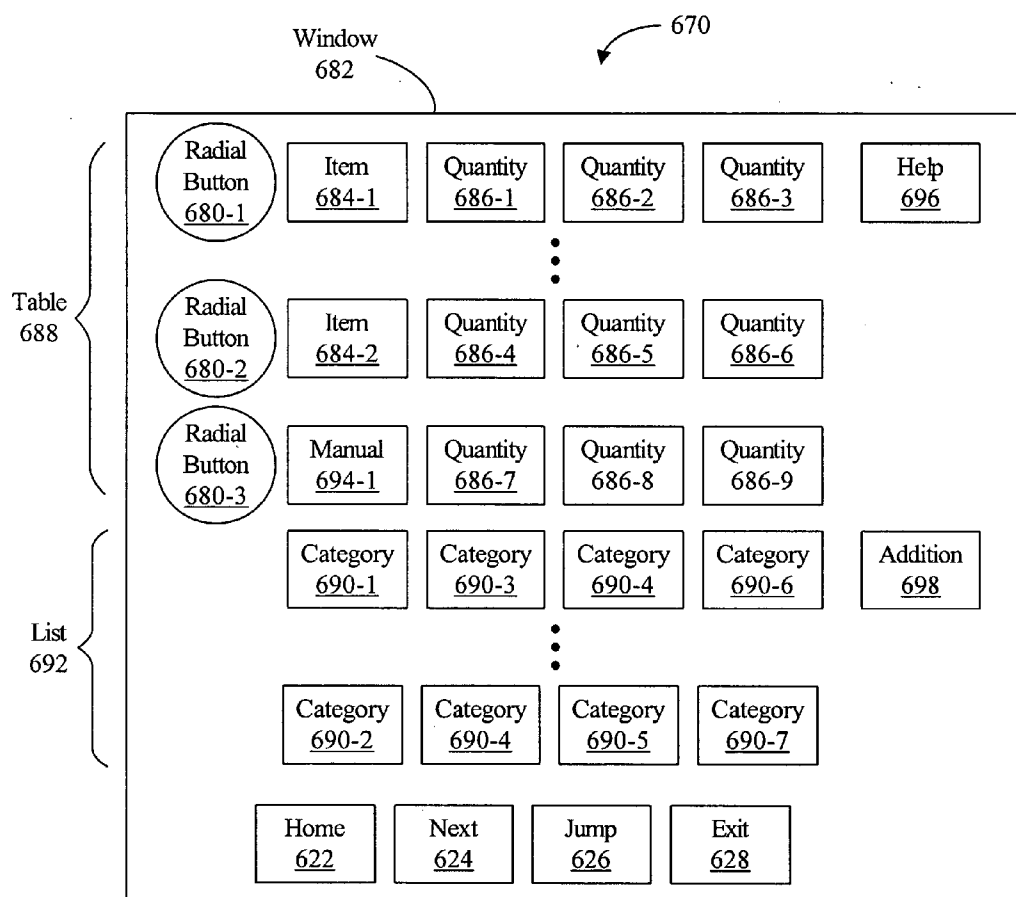 670
Window
682
Radial
Button
680-1
Item
684-1
Quantity
686-1
Quantity
686-2
Quantity
686-3
Help
696
Table
688
Radial
Button
680-2
Item
684-2
Quantity
686-4
Quantity
686-5
Quantity
686-6
Radial
Button
680-3
Manual
694-1
Quantity
686-7
Quantity
686-8
Quantity
686-9
List
692
Category
690-1
Category
690-3
Category
690-4
Category
690-6
Addition
698
Category
690-2
Category
690-4
Category
690-5
Category
690-7
Home
622
Next
624
Jump
626
Exit
628